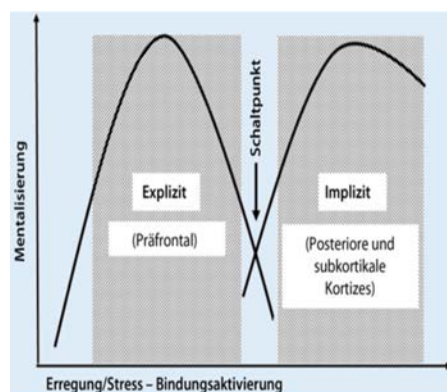 Mentalisierung
Schaltpunkt
Explizit
(Präfrontal)
Implizit
(Posteriore und
subkortikale
Kortizes)
Erregung/Stress – Bindungsaktivierung